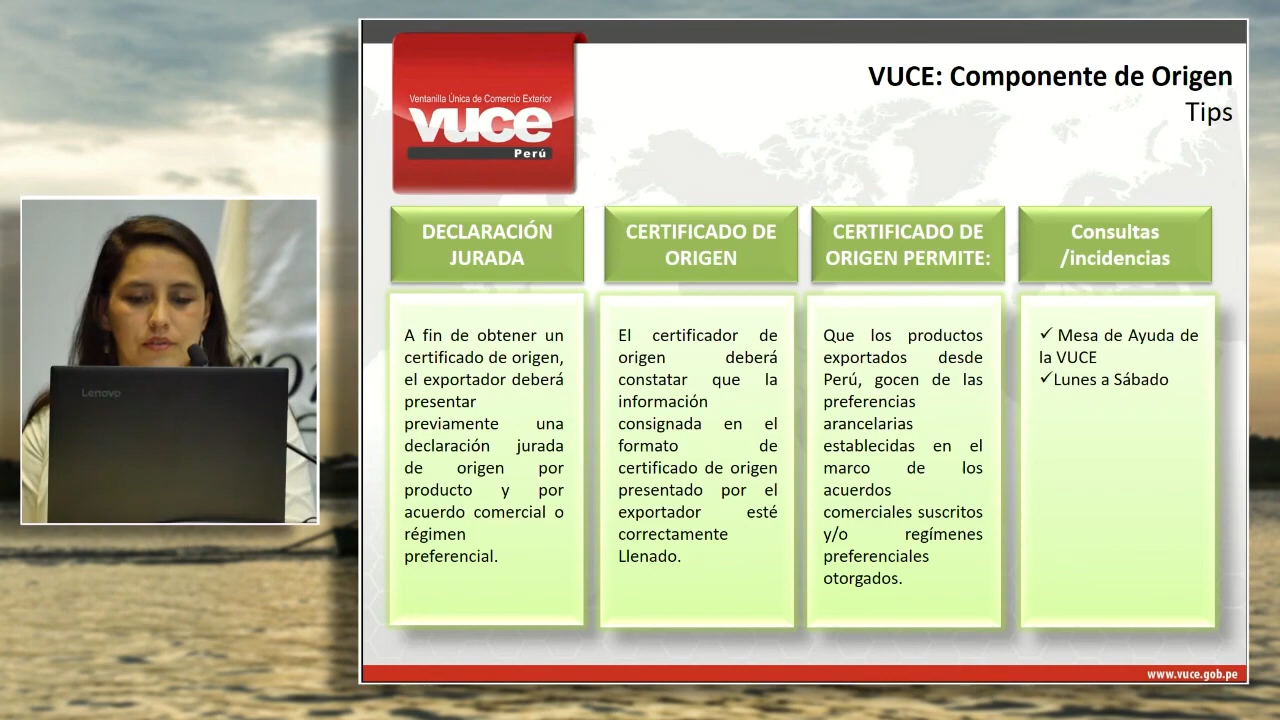 Ventanilla Única de Comercio Exterior
vuce
Perú
VUCE: Componente de Origen
Tips
DECLARACIÓN
JURADA
A fin de obtener un
certificado de origen,
el exportador deberá
presentar
previamente una
declaración jurada
de origen por
producto y por
acuerdo comercial o
régimen
preferencial.
CERTIFICADO DE
ORIGEN
El certificador de
origen deberá
constatar que la
información
consignada en el
formato de
certificado de origen
presentado por el
exportador esté
correctamente
Llenado.
CERTIFICADO DE
ORIGEN PERMITE:
Que los productos
exportados desde
Perú, gocen de las
preferencias
arancelarias
establecidas en el
marco de los
acuerdos
comerciales suscritos
y/o regímenes
preferenciales
otorgados.
Consultas
/incidencias
✓ Mesa de Ayuda de
la VUCE
✓Lunes a Sábado
www.vuce.gob.pe
Lenovo